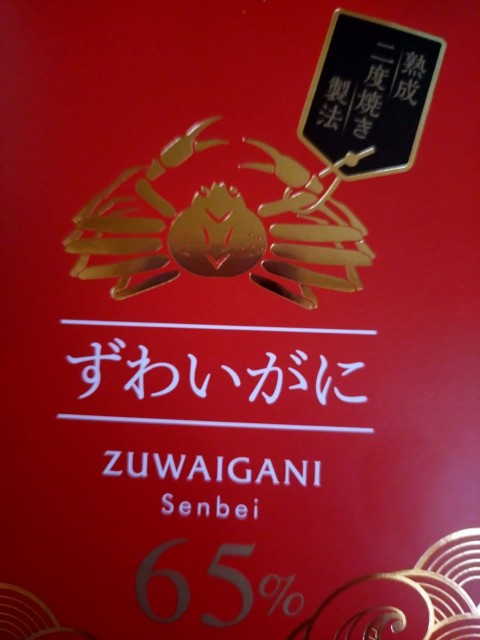 熟成
二度焼き
製法
ずわいがに
ZUWAIGANI
Senbei
65%